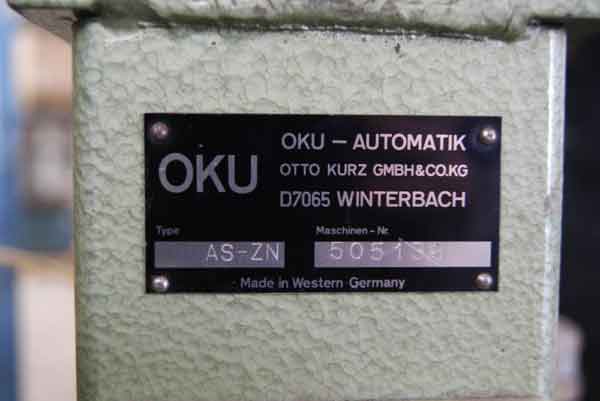 OKU
OKU – AUTOMATIK
OTTO KURZ GMBH&CO.KG
D7065 WINTERBACH
Type
Maschinen - Nr.
AS-ZN
Made in Western Germany